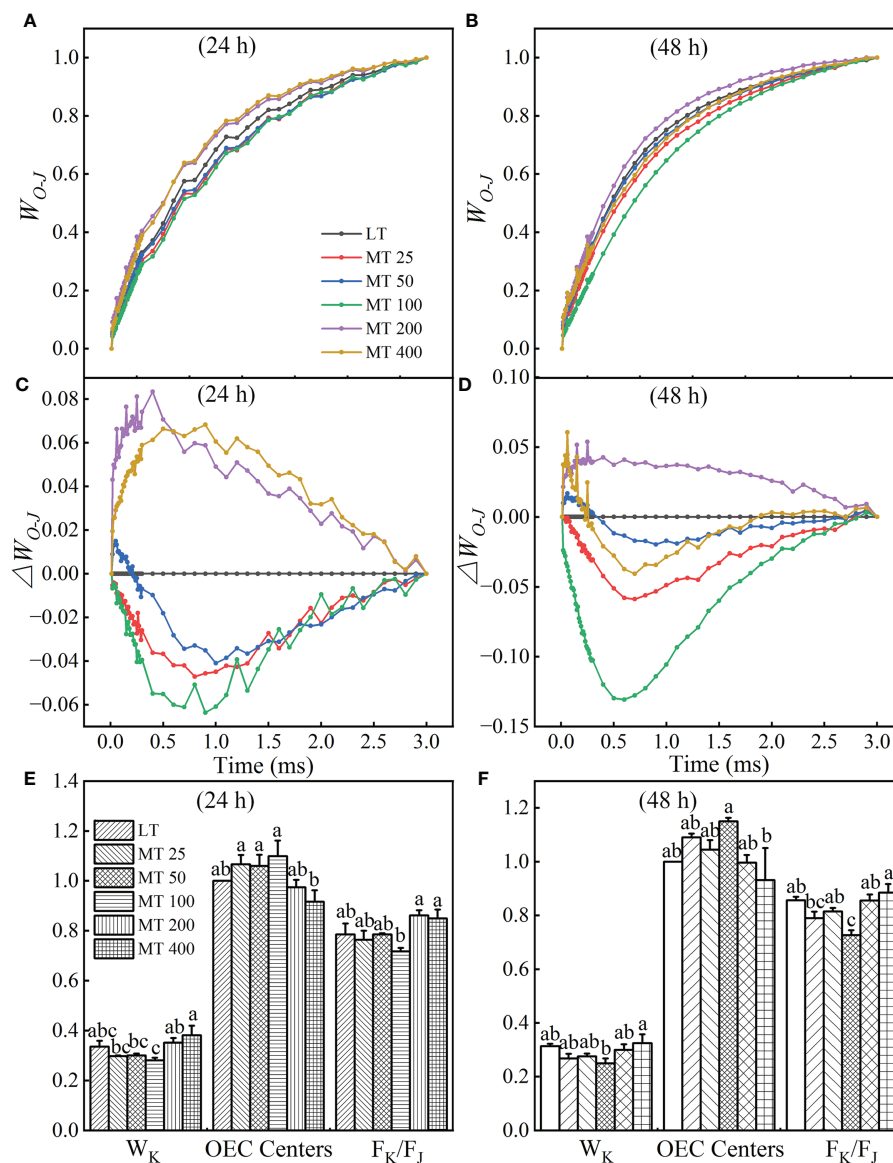 A
(24 h)
1.0
0.8
0.6
0.4
0.2
0.0
W_{O-J}
LT
MT 25
MT 50
MT 100
MT 200
MT 400
B
(48 h)
1.0
0.8
0.6
0.4
0.2
0.0
W_{O-J}
C
(24 h)
0.08
0.06
0.04
0.02
0.00
−0.02
−0.04
−0.06
△W_{O-J}
0.0 0.5 1.0 1.5 2.0 2.5 3.0
Time (ms)
D
(48 h)
0.10
0.05
0.00
−0.05
−0.10
−0.15
△W_{O-J}
0.0 0.5 1.0 1.5 2.0 2.5 3.0
Time (ms)
E
(24 h)
1.4
1.2
1.0
0.8
0.6
0.4
0.2
0.0
LT
MT 25
MT 50
MT 100
MT 200
MT 400
abc bc bc c ab a
ab a a a ab b
ab ab ab b a a
W_K OEC Centers F_K/F_J
F
(48 h)
1.2
1.0
0.8
0.6
0.4
0.2
0.0
ab ab ab b ab a
ab ab ab a ab b
ab bc ab c ab a
W_K OEC Centers F_K/F_J